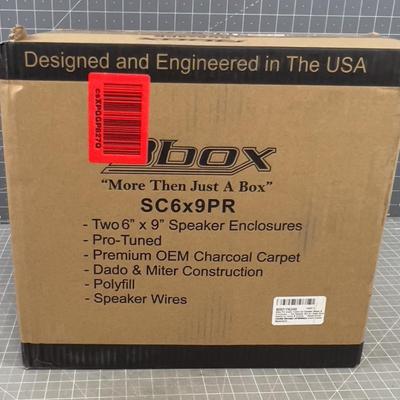 Designed and Engineered in The USA
csXPGGP827O
Bbox
"More Then Just A Box"
SC6x9PR
- Two 6" x 9" Speaker Enclosures
- Pro-Tuned
- Premium OEM Charcoal Carpet
- Dado & Miter Construction
- Polyfill
- Speaker Wires